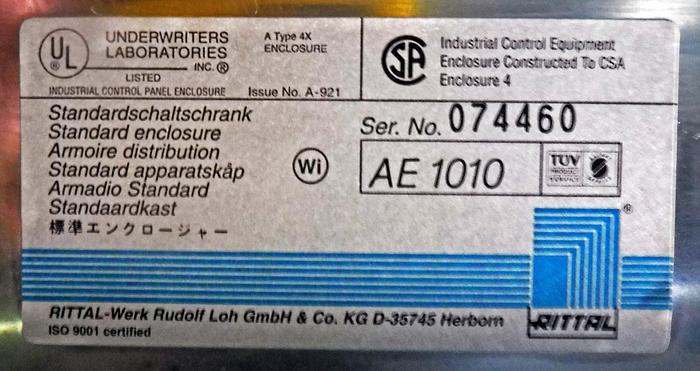 UL ®
UNDERWRITERS
LABORATORIES
INC.®
LISTED
INDUSTRIAL CONTROL PANEL ENCLOSURE
A Type 4X
ENCLOSURE
Issue No. A-921
SA
Industrial Control Equipment
Enclosure Constructed To CSA
Enclosure 4
Standardschaltschrank
Standard enclosure
Armoire distribution
Standard apparatskåp
Armadio Standard
Standaardkast
標準エンクロージャー
Wi
Ser. No. 074460
AE 1010
TÜV
PRODUCT
SERVICE
®
RITTAL
RITTAL-Werk Rudolf Loh GmbH & Co. KG D-35745 Herborn
ISO 9001 certified